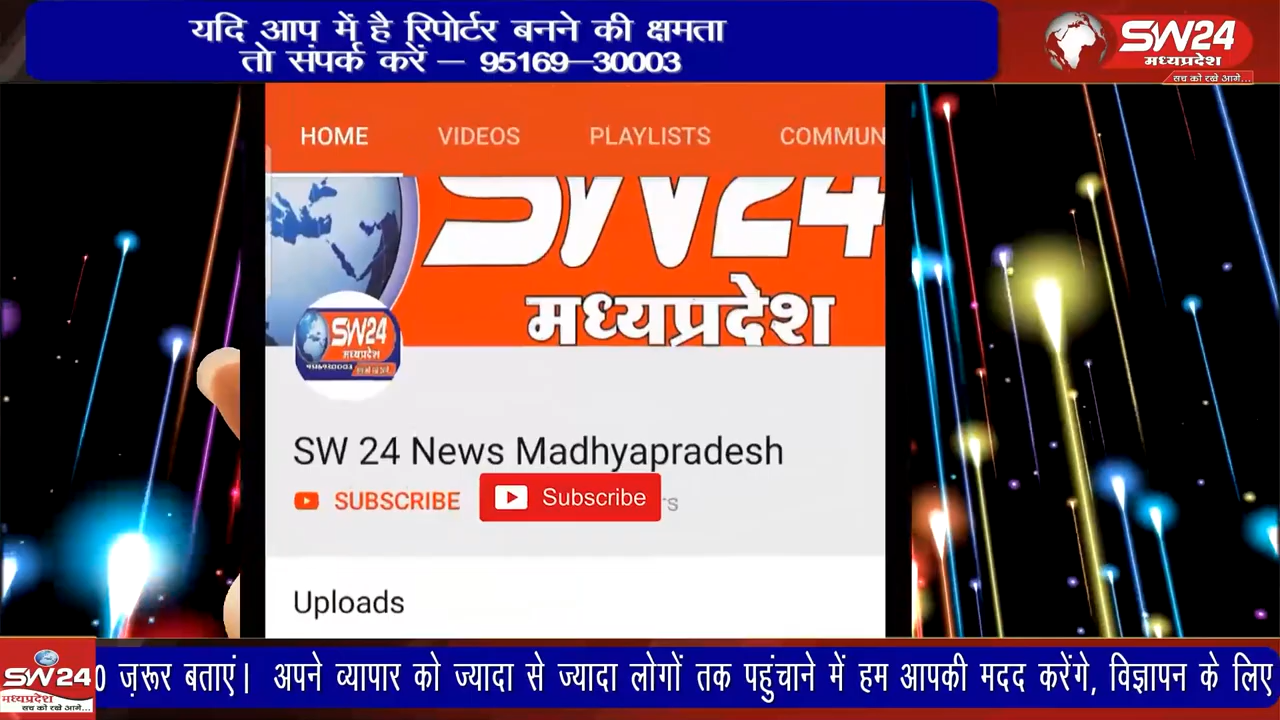 यदि आप में है रिपोर्टर बनने की क्षमता
तो संपर्क करें – 95169–30003
SW24
मध्यप्रदेश
सच को रखे आगे...
HOME VIDEOS PLAYLISTS COMMUN
SW24
मध्यप्रदेश
SW24
मध्यप्रदेश
SW 24 News Madhyapradesh
SUBSCRIBE Subscribe rs
Uploads
SW24
मध्यप्रदेश
सच को रखे आगे...
0 ज़रूर बताएं। अपने व्यापार को ज्यादा से ज्यादा लोगों तक पहुंचाने में हम आपकी मदद करेंगे, विज्ञापन के लिए